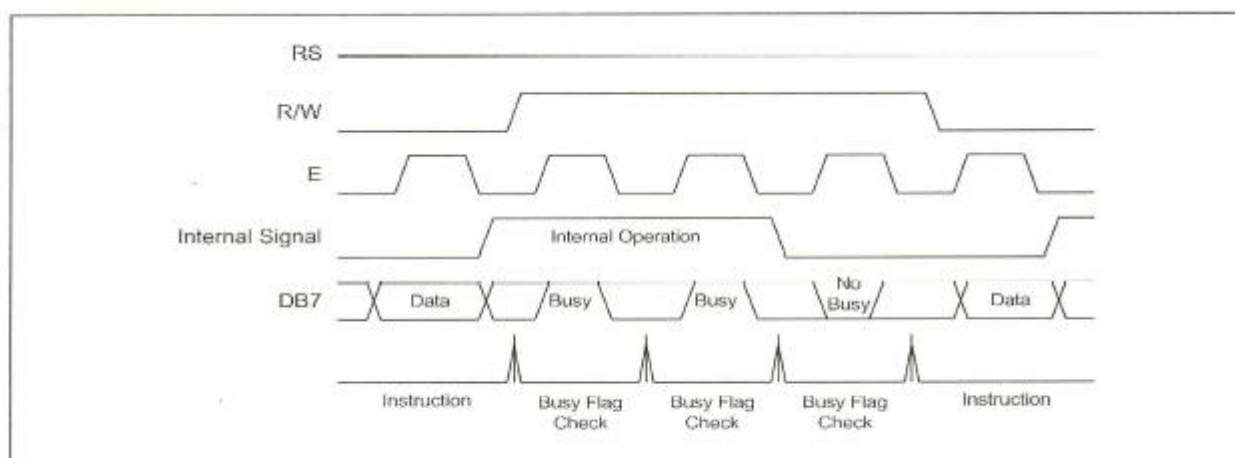 RS
R/W
E
Internal Signal
Internal Operation
DB7
Data
Busy
Busy
No
Busy
Data
Instruction
Busy Flag
Check
Busy Flag
Check
Busy Flag
Check
Instruction